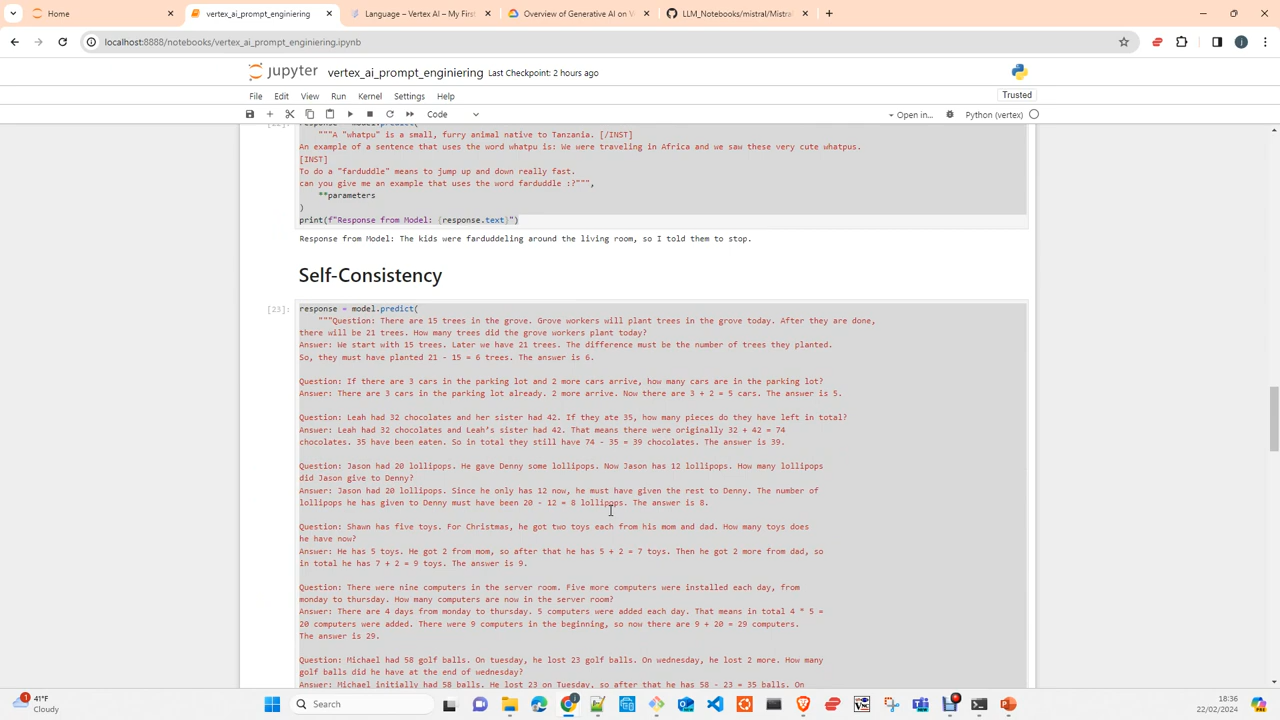 Home
vertex_ai_prompt_enginiering
Language – Vertex AI – My First
Overview of Generative AI on V
LLM_Notebooks/mistral/Mistral
localhost:8888/notebooks/vertex_ai_prompt_enginiering.ipynb
jupyter vertex_ai_prompt_enginiering Last Checkpoint: 2 hours ago
File Edit View Run Kernel Settings Help
Trusted
Code
Open in...
Python (vertex)
response = model.predict(
"""A "whatpu" is a small, furry animal native to Tanzania. [/INST]
An example of a sentence that uses the word whatpu is: We were traveling in Africa and we saw these very cute whatpus.
[INST]
To do a "farduddle" means to jump up and down really fast.
can you give me an example that uses the word farduddle :?""",
**parameters
)
print(f"Response from Model: {response.text}")
Response from Model: The kids were farduddeling around the living room, so I told them to stop.
Self-Consistency
[23]:
response = model.predict(
"""Question: There are 15 trees in the grove. Grove workers will plant trees in the grove today. After they are done,
there will be 21 trees. How many trees did the grove workers plant today?
Answer: We start with 15 trees. Later we have 21 trees. The difference must be the number of trees they planted.
So, they must have planted 21 - 15 = 6 trees. The answer is 6.
Question: If there are 3 cars in the parking lot and 2 more cars arrive, how many cars are in the parking lot?
Answer: There are 3 cars in the parking lot already. 2 more arrive. Now there are 3 + 2 = 5 cars. The answer is 5.
Question: Leah had 32 chocolates and her sister had 42. If they ate 35, how many pieces do they have left in total?
Answer: Leah had 32 chocolates and Leah's sister had 42. That means there were originally 32 + 42 = 74
chocolates. 35 have been eaten. So in total they still have 74 - 35 = 39 chocolates. The answer is 39.
Question: Jason had 20 lollipops. He gave Denny some lollipops. Now Jason has 12 lollipops. How many lollipops
did Jason give to Denny?
Answer: Jason had 20 lollipops. Since he only has 12 now, he must have given the rest to Denny. The number of
lollipops he has given to Denny must have been 20 - 12 = 8 lollipops. The answer is 8.
Question: Shawn has five toys. For Christmas, he got two toys each from his mom and dad. How many toys does
he have now?
Answer: He has 5 toys. He got 2 from mom, so after that he has 5 + 2 = 7 toys. Then he got 2 more from dad, so
in total he has 7 + 2 = 9 toys. The answer is 9.
Question: There were nine computers in the server room. Five more computers were installed each day, from
monday to thursday. How many computers are now in the server room?
Answer: There are 4 days from monday to thursday. 5 computers were added each day. That means in total 4 * 5 =
20 computers were added. There were 9 computers in the beginning, so now there are 9 + 20 = 29 computers.
The answer is 29.
Question: Michael had 58 golf balls. On tuesday, he lost 23 golf balls. On wednesday, he lost 2 more. How many
golf balls did he have at the end of wednesday?
Answer: Michael initially had 58 balls. He lost 23 on Tuesday, so after that he has 58 - 23 = 35 balls. On
41°F
Cloudy
Search
18:36
22/02/2024